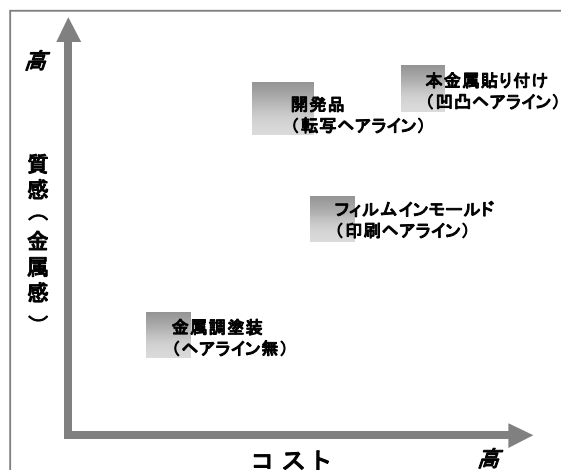 高
質感（金属感）
本金属貼り付け
（凹凸ヘアライン）
開発品
（転写ヘアライン）
フィルムインモールド
（印刷ヘアライン）
金属調塗装
（ヘアライン無）
コスト
高